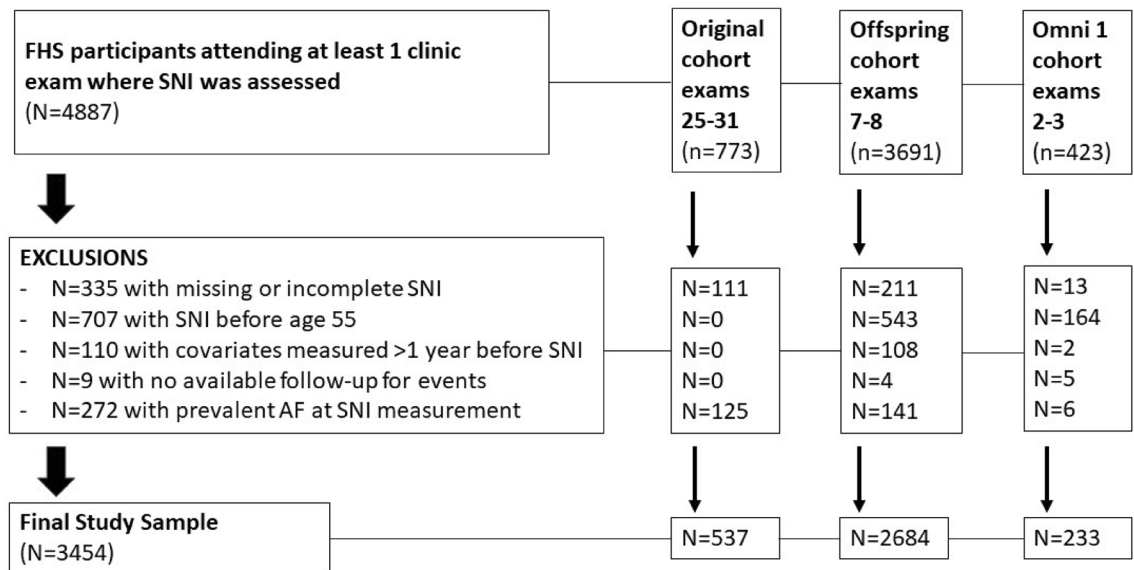 FHS participants attending at least 1 clinic
exam where SNI was assessed
(N=4887)
Original
cohort
exams
25-31
(n=773)
Offspring
cohort
exams
7-8
(n=3691)
Omni 1
cohort
exams
2-3
(n=423)
EXCLUSIONS
- N=335 with missing or incomplete SNI
- N=707 with SNI before age 55
- N=110 with covariates measured >1 year before SNI
- N=9 with no available follow-up for events
- N=272 with prevalent AF at SNI measurement
N=111
N=0
N=0
N=0
N=125
N=211
N=543
N=108
N=4
N=141
N=13
N=164
N=2
N=5
N=6
Final Study Sample
(N=3454)
N=537
N=2684
N=233